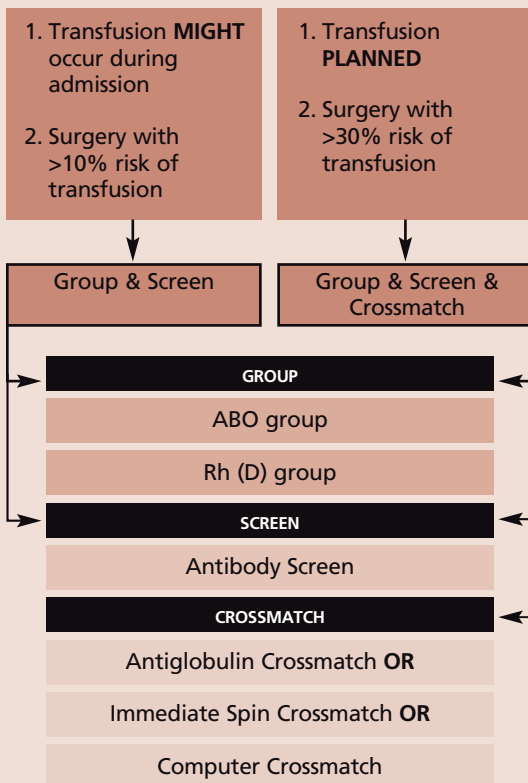 1. Transfusion MIGHT
occur during
admission
2. Surgery with
>10% risk of
transfusion
1. Transfusion
PLANNED
2. Surgery with
>30% risk of
transfusion
Group & Screen
Group & Screen &
Crossmatch
GROUP
ABO group
Rh (D) group
SCREEN
Antibody Screen
CROSSMATCH
Antiglobulin Crossmatch OR
Immediate Spin Crossmatch OR
Computer Crossmatch